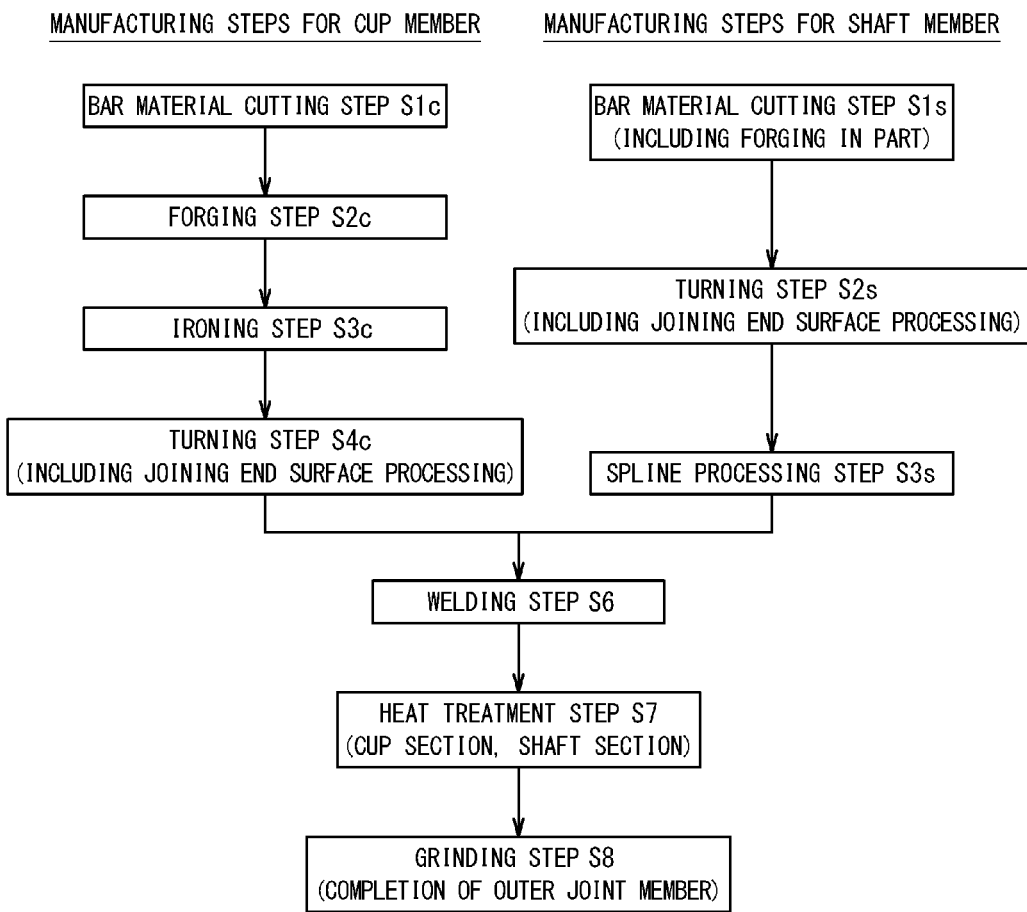 MANUFACTURING STEPS FOR CUP MEMBER
BAR MATERIAL CUTTING STEP S1c
FORGING STEP S2c
IRONING STEP S3c
TURNING STEP S4c
(INCLUDING JOINING END SURFACE PROCESSING)
MANUFACTURING STEPS FOR SHAFT MEMBER
BAR MATERIAL CUTTING STEP S1s
(INCLUDING FORGING IN PART)
TURNING STEP S2s
(INCLUDING JOINING END SURFACE PROCESSING)
SPLINE PROCESSING STEP S3s
WELDING STEP S6
HEAT TREATMENT STEP S7
(CUP SECTION, SHAFT SECTION)
GRINDING STEP S8
(COMPLETION OF OUTER JOINT MEMBER)